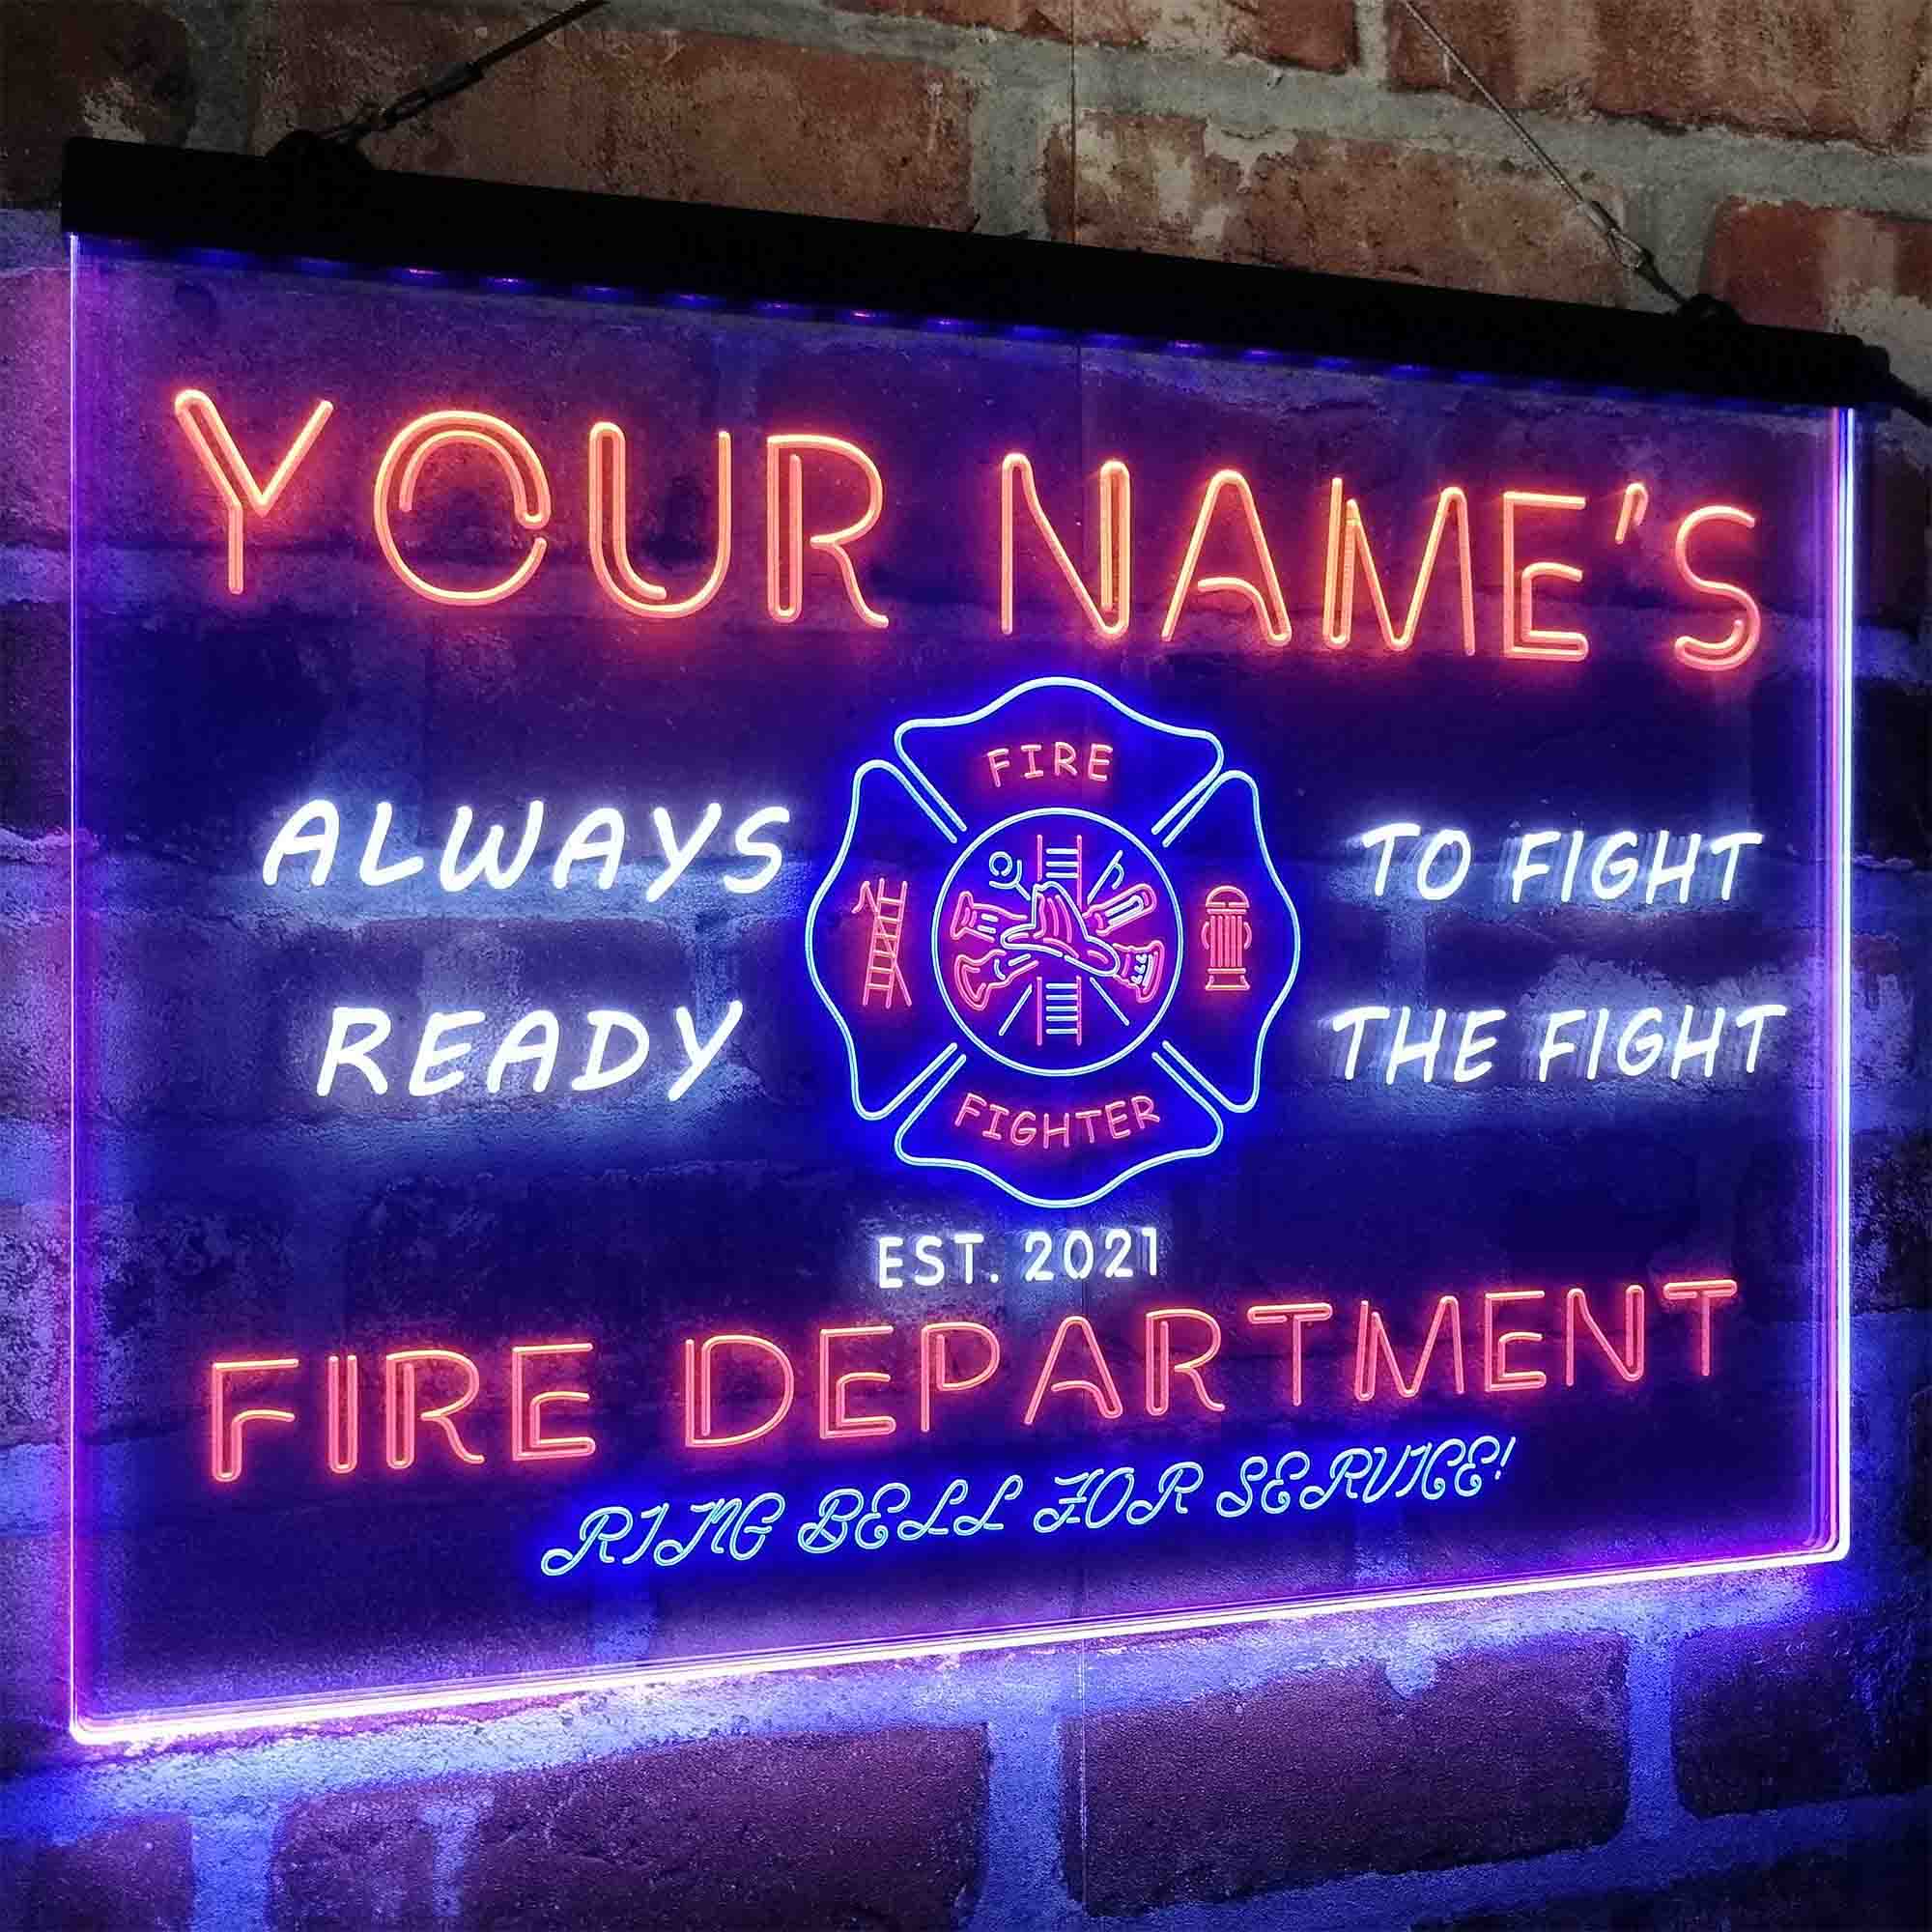 YOUR NAME'S
ALWAYS
READY
FIRE
FIGHTER
TO FIGHT
THE FIGHT
EST. 2021
FIRE DEPARTMENT
RING BELL FOR SERVICE!